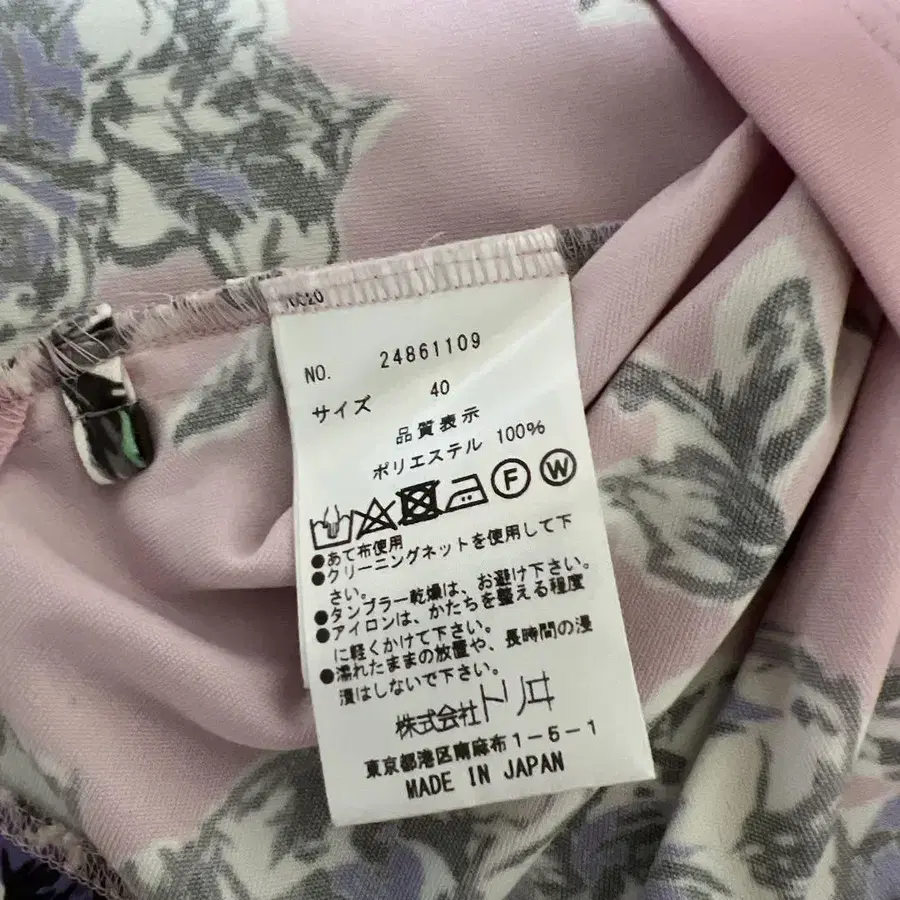 NO. 24861109
サイズ 40
品質表示
ポリエステル 100%
F W
●あて布使用
●クリーニングネットを使用して下
さい。
●タンブラー乾燥は、お避け下さい。
●アイロンは、かたちを整える程度
に軽くかけて下さい。
●濡れたままの放置や、長時間の浸
漬はしないで下さい。
株式会社トリヰ
東京都港区南麻布1-5-1
MADE IN JAPAN